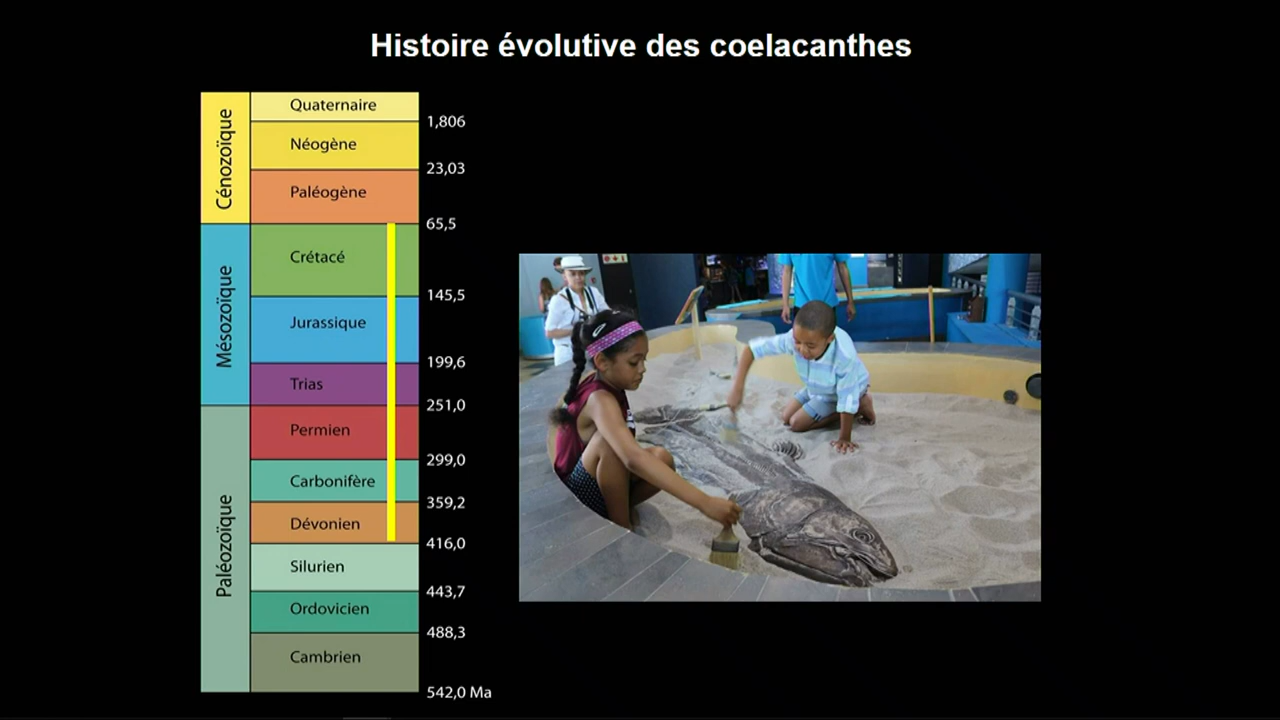 Histoire évolutive des coelacanthes
Cénozoïque
Quaternaire
1,806
Néogène
23,03
Paléogène
65,5
Mésozoïque
Crétacé
145,5
Jurassique
199,6
Trias
251,0
Paléozoïque
Permien
299,0
Carbonifère
359,2
Dévonien
416,0
Silurien
443,7
Ordovicien
488,3
Cambrien
542,0 Ma